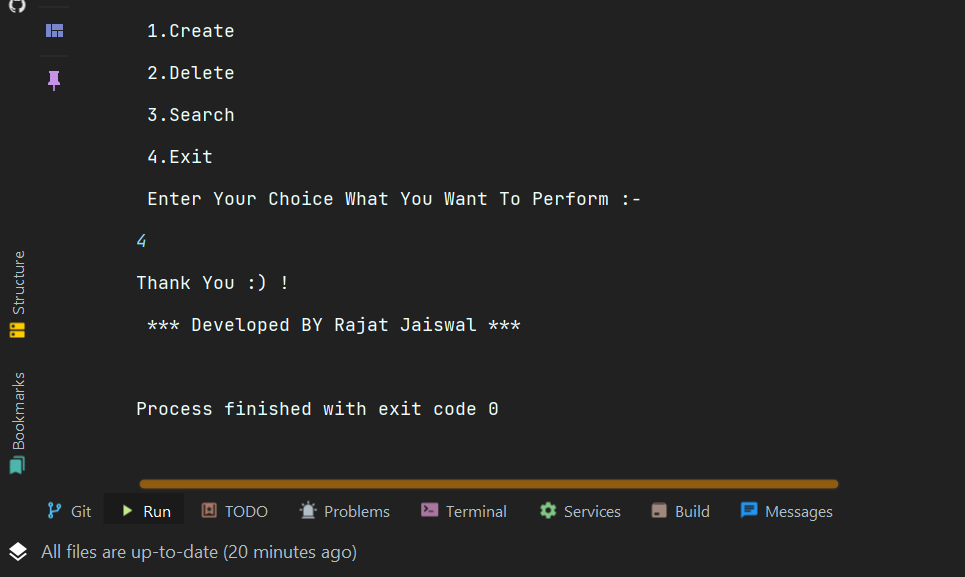 1.Create
2.Delete
3.Search
4.Exit
Enter Your Choice What You Want To Perform :-
4
Thank You :) !
*** Developed BY Rajat Jaiswal ***
Process finished with exit code 0
Structure
Bookmarks
Git Run TODO Problems Terminal Services Build Messages
All files are up-to-date (20 minutes ago)